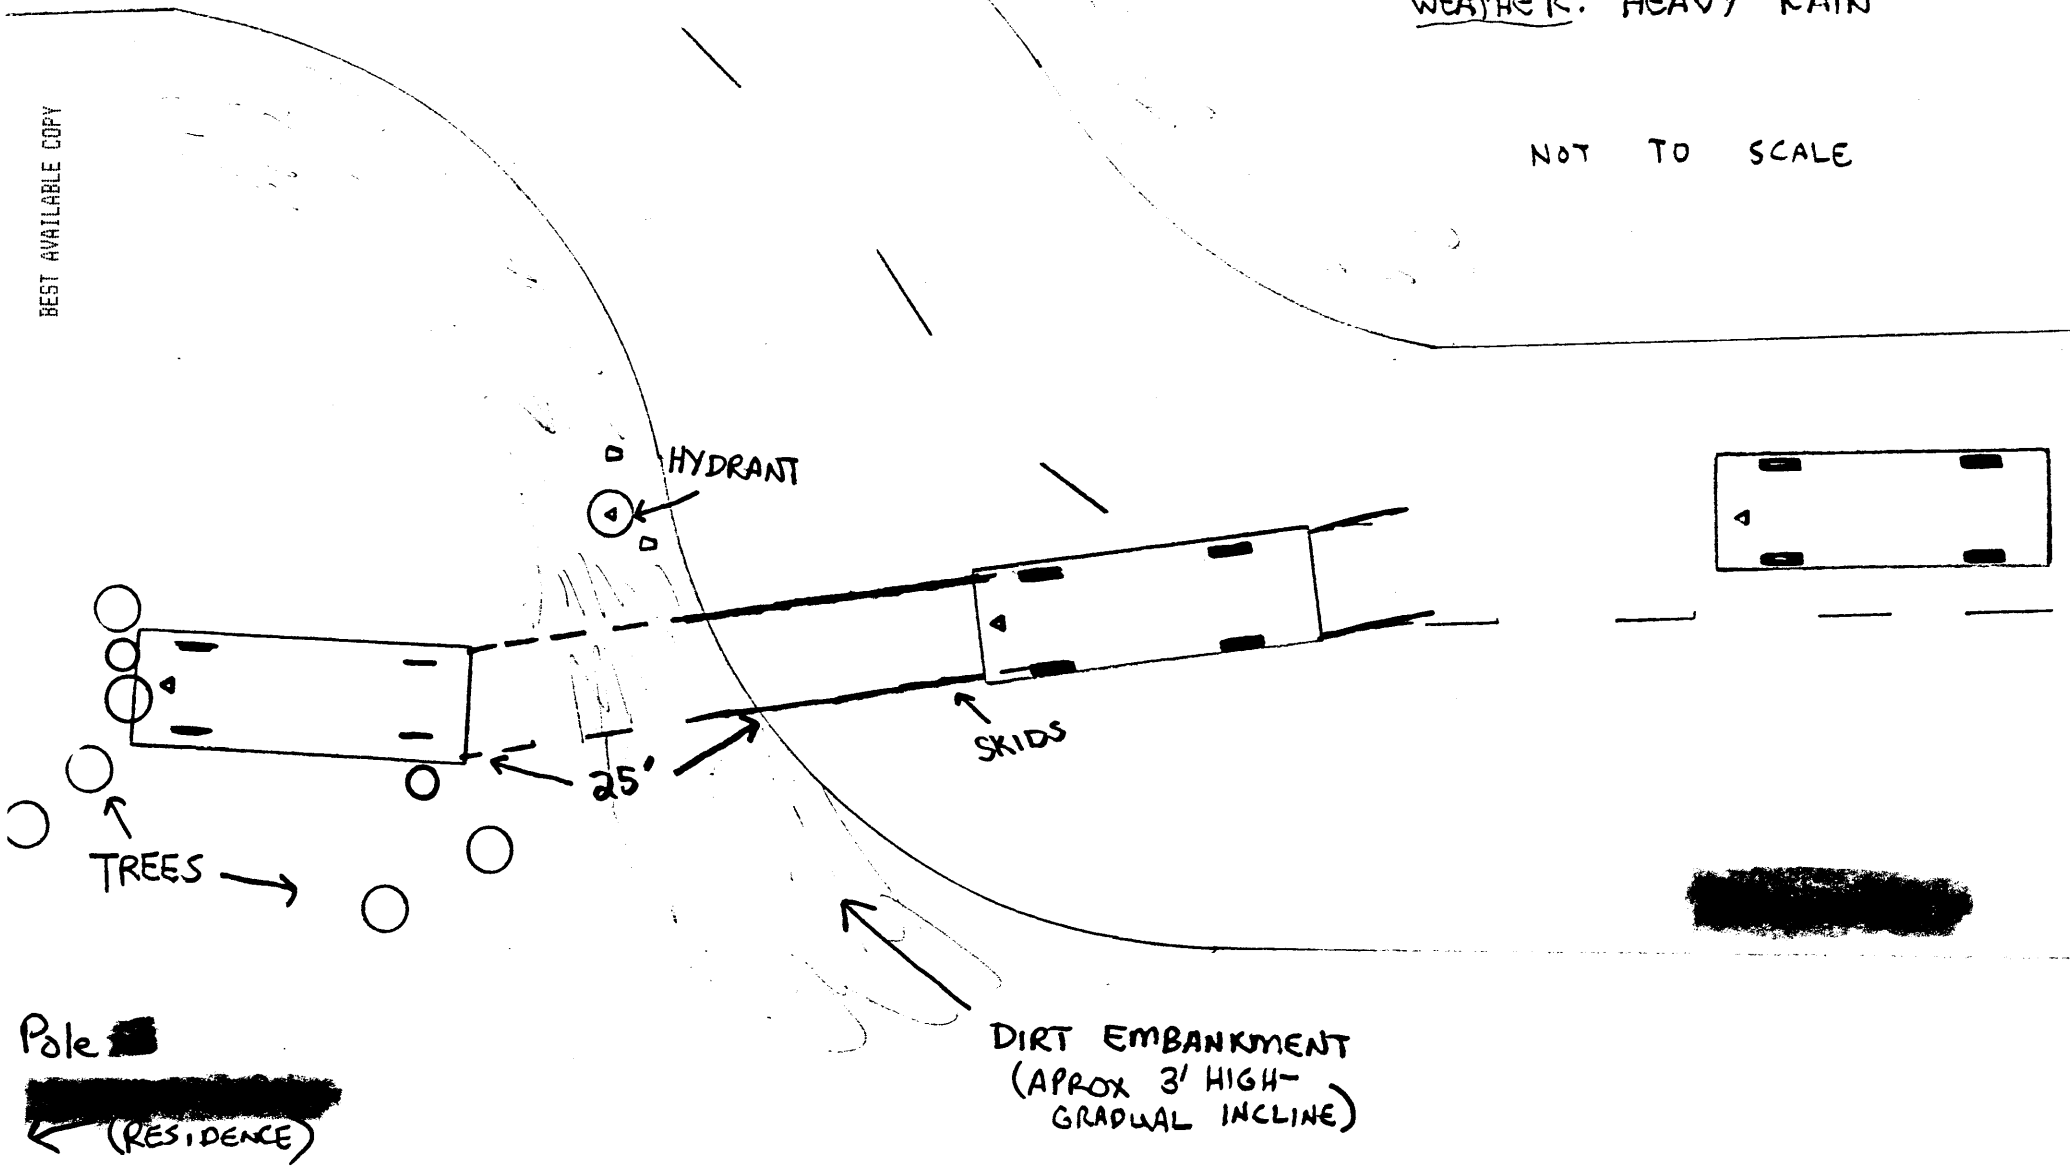 WEATHER: HEAVY RAIN
NOT TO SCALE
BEST AVAILABLE COPY
HYDRANT
SKIDS
25'
TREES
DIRT EMBANKMENT
(APROX 3' HIGH-
GRADUAL INCLINE)
Pole
(RESIDENCE)